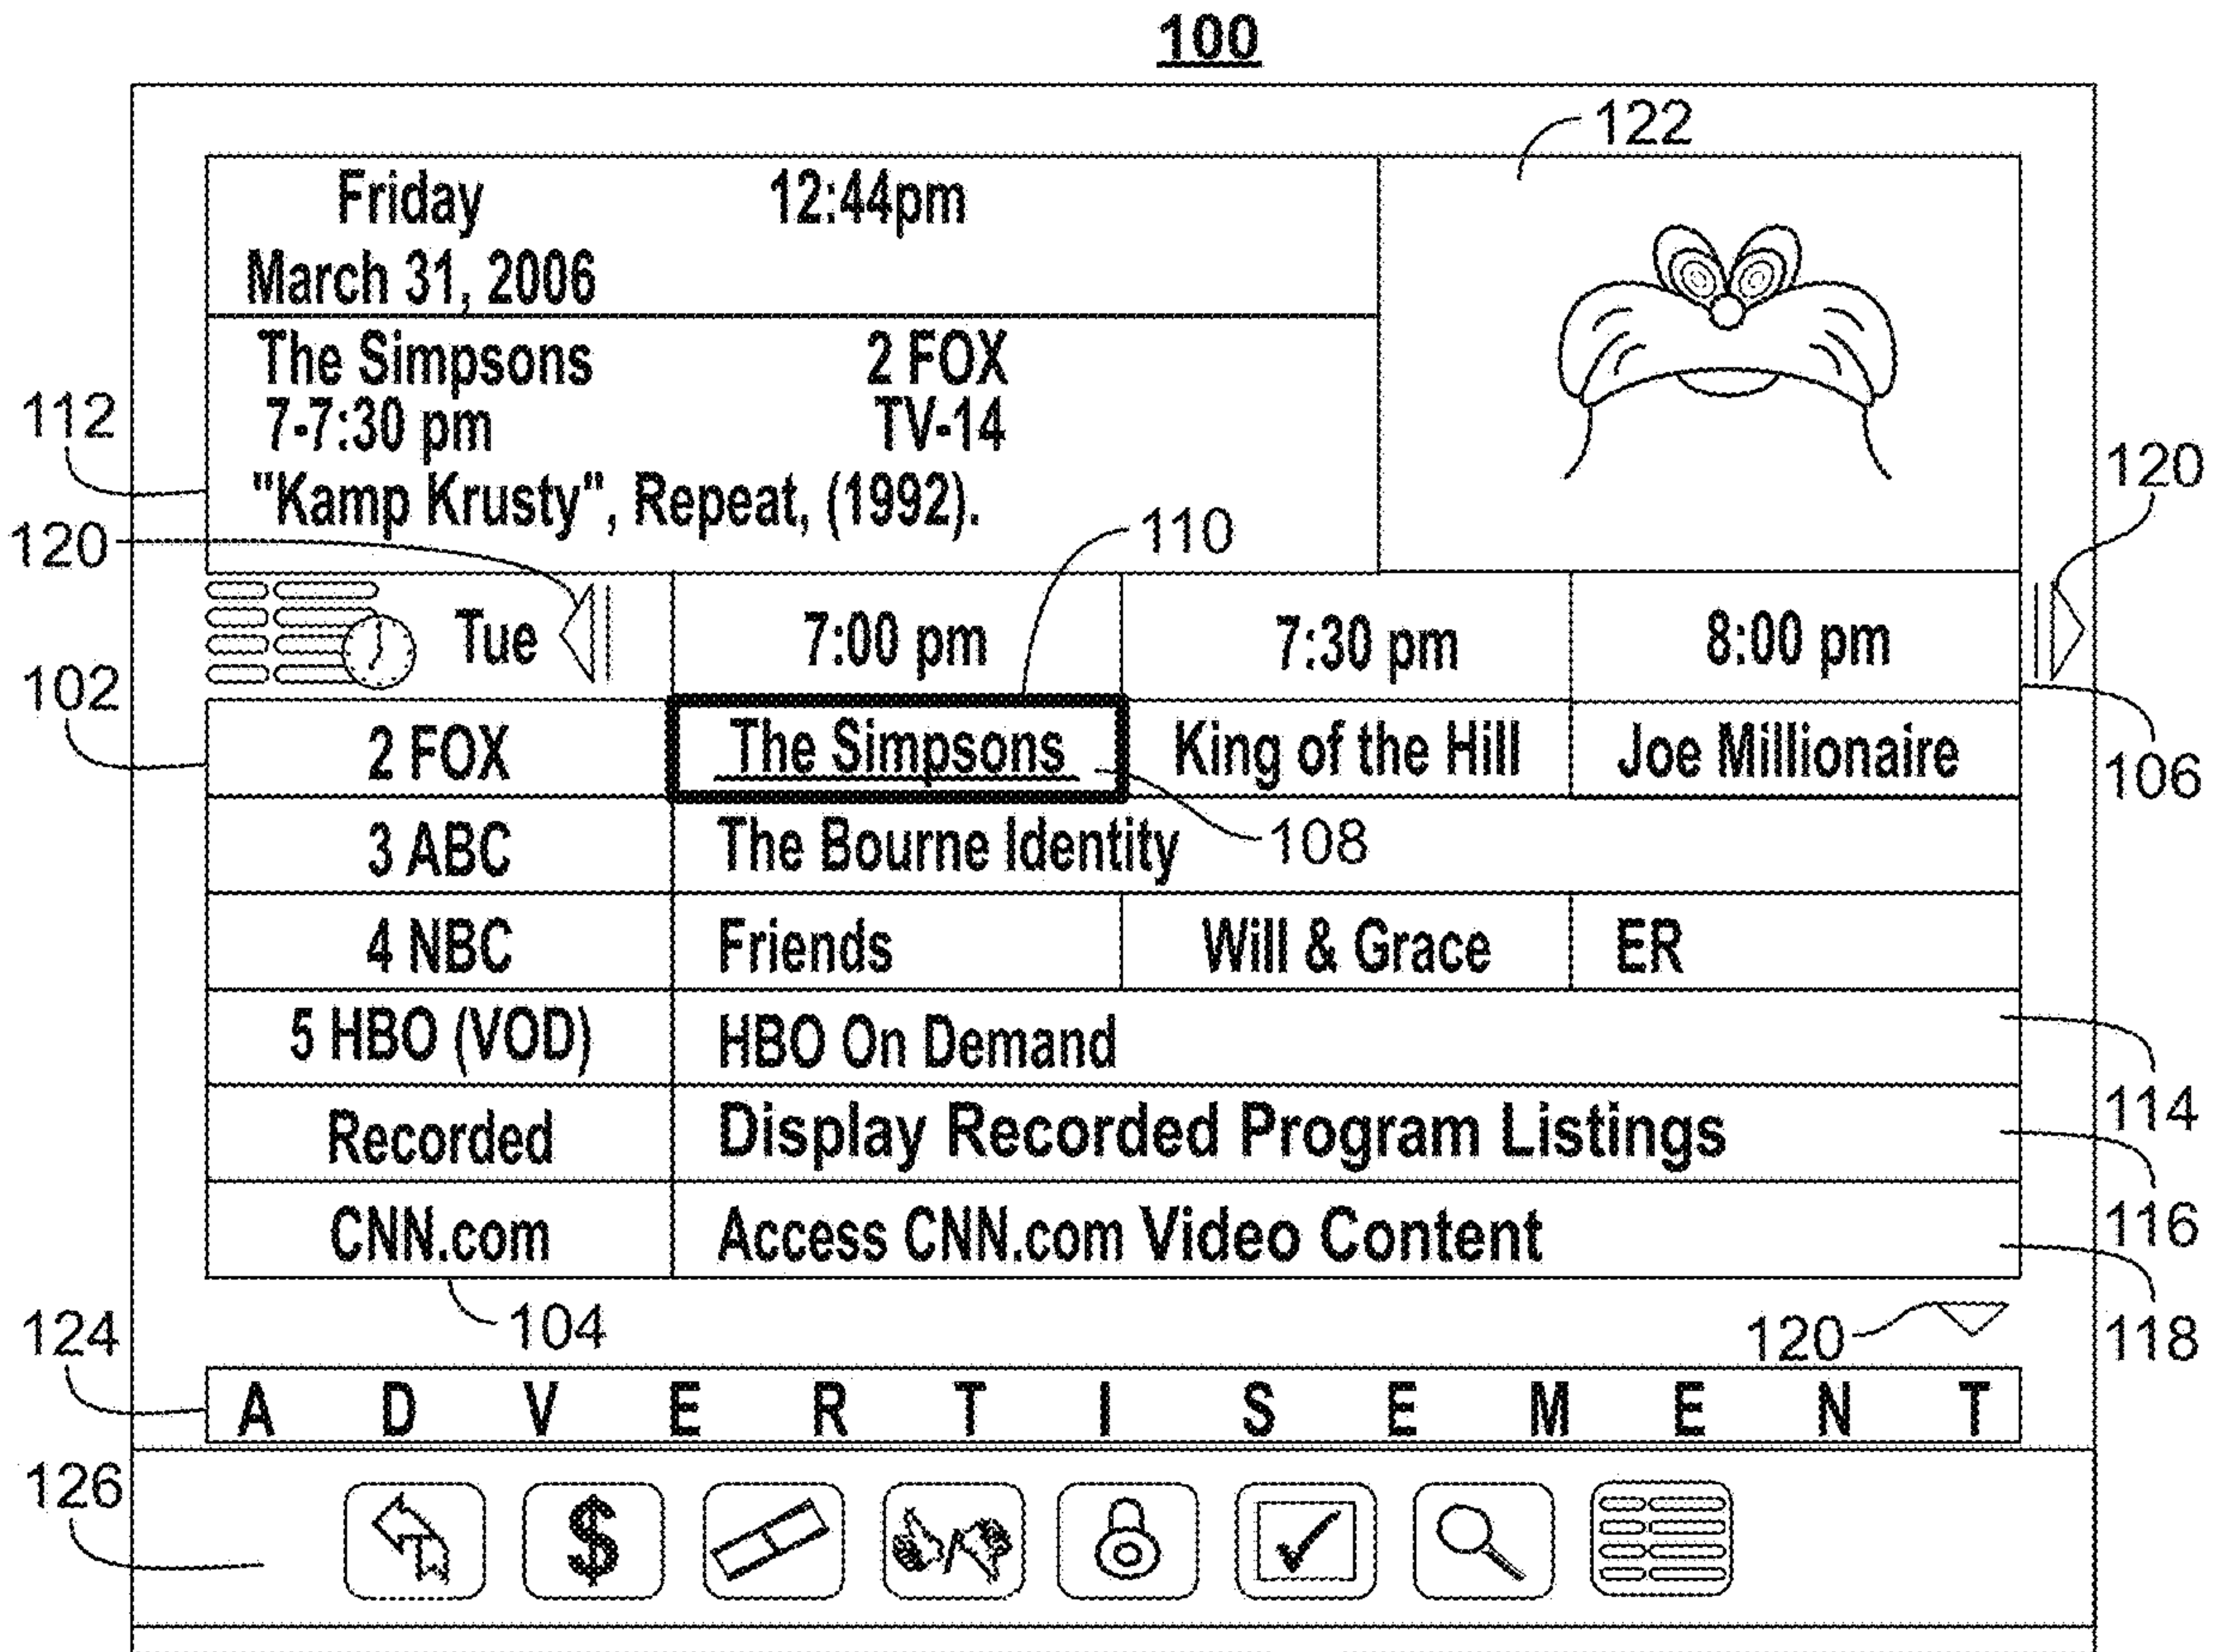 100
122
Friday 12:44pm
March 31, 2006
The Simpsons 2 FOX
7-7:30 pm TV-14
"Kamp Krusty", Repeat, (1992).
112
120
110
120
Tue 7:00 pm 7:30 pm 8:00 pm
102
2 FOX The Simpsons King of the Hill Joe Millionaire
106
3 ABC The Bourne Identity
108
4 NBC Friends Will & Grace ER
5 HBO (VOD) HBO On Demand
114
Recorded Display Recorded Program Listings
116
CNN.com Access CNN.com Video Content
104
120
118
124
A D V E R T I S E M E N T
126
$